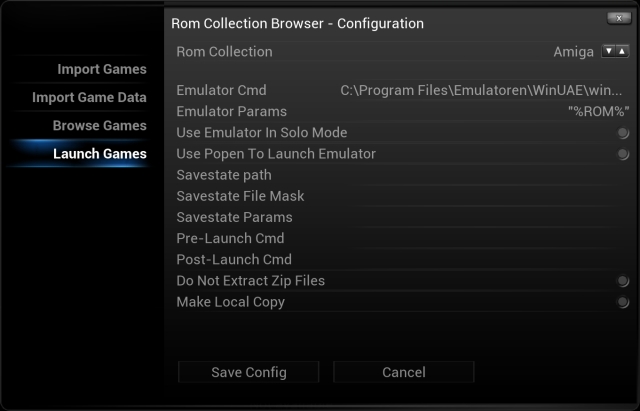 Rom Collection Browser - Configuration
x
Rom Collection Amiga
Import Games
Import Game Data
Browse Games
Launch Games
Emulator Cmd C:\Program Files\Emulatoren\WinUAE\win...
Emulator Params "%ROM%"
Use Emulator In Solo Mode
Use Popen To Launch Emulator
Savestate path
Savestate File Mask
Savestate Params
Pre-Launch Cmd
Post-Launch Cmd
Do Not Extract Zip Files
Make Local Copy
Save Config Cancel